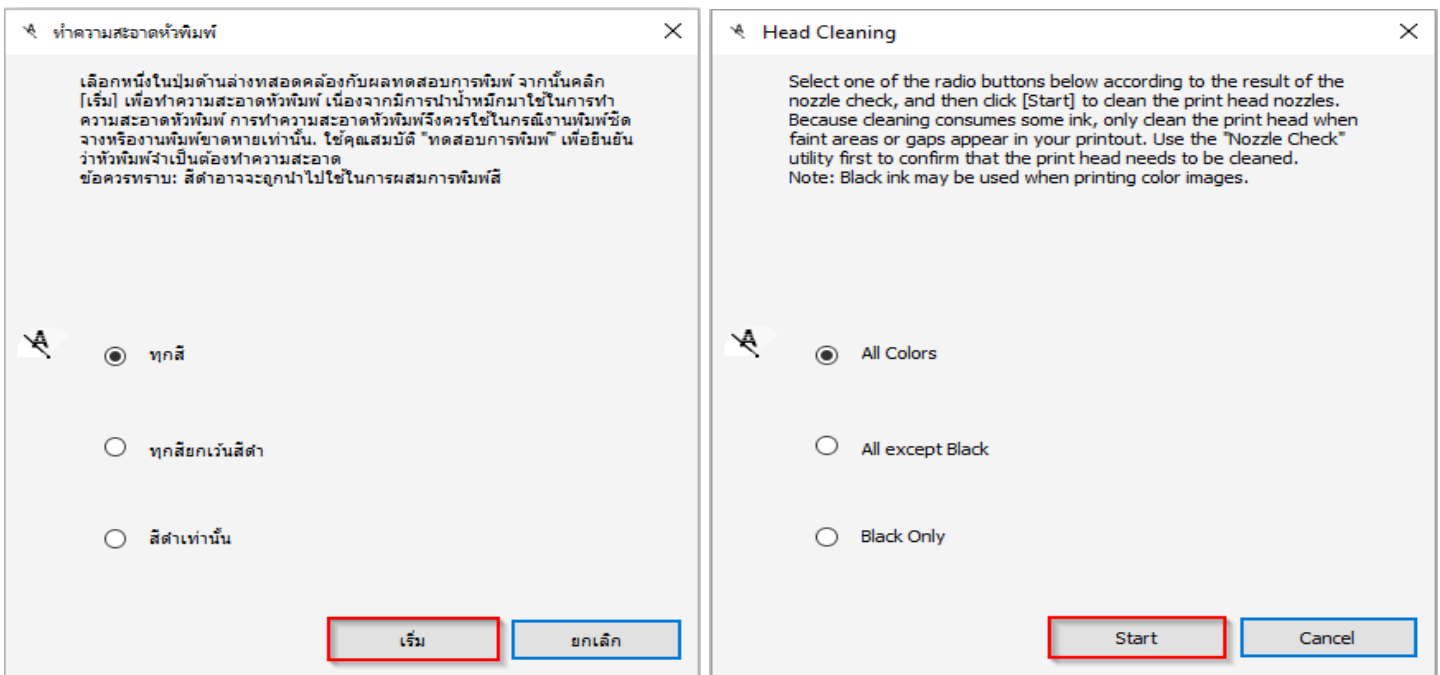 ทำความสะอาดหัวพิมพ์
เลือกหนึ่งในปุ่มด้านล่างทสอดคล้องกับผลทดสอบการพิมพ์ จากนั้นคลิก
[เริ่ม] เพื่อทำความสะอาดหัวพิมพ์ เนื่องจากมีการนำน้ำหมึกมาใช้ในการทำ
ความสะอาดหัวพิมพ์ การทำความสะอาดหัวพิมพ์จึงควรใช้ในกรณีงานพิมพ์ซีด
จางหรืองานพิมพ์ขาดหายเท่านั้น. ใช้คุณสมบัติ "ทดสอบการพิมพ์" เพื่อยืนยัน
ว่าหัวพิมพ์จำเป็นต้องทำความสะอาด
ข้อควรทราบ: สีดำอาจจะถูกนำไปใช้ในการผสมการพิมพ์สี
ทุกสี
ทุกสียกเว้นสีดำ
สีดำเท่านั้น
เริ่ม
ยกเลิก
Head Cleaning
Select one of the radio buttons below according to the result of the
nozzle check, and then click [Start] to clean the print head nozzles.
Because cleaning consumes some ink, only clean the print head when
faint areas or gaps appear in your printout. Use the "Nozzle Check"
utility first to confirm that the print head needs to be cleaned.
Note: Black ink may be used when printing color images.
All Colors
All except Black
Black Only
Start
Cancel